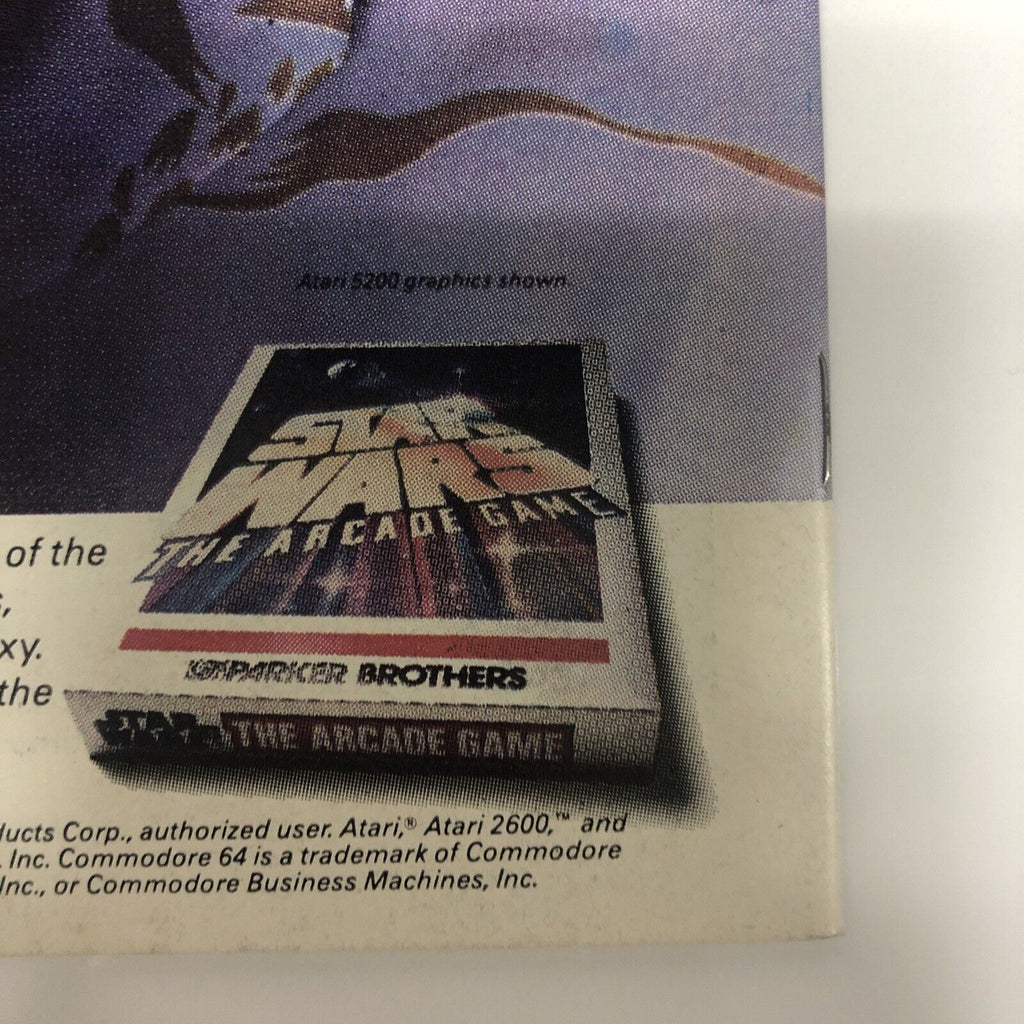 Atari 5200 graphics shown.
STAR
WARS
THE ARCADE GAME
of the
s,
xy.
the
PARKER BROTHERS
STAR WARS THE ARCADE GAME
ducts Corp., authorized user. Atari,® Atari 2600,™ and
, Inc. Commodore 64 is a trademark of Commodore
Inc., or Commodore Business Machines, Inc.